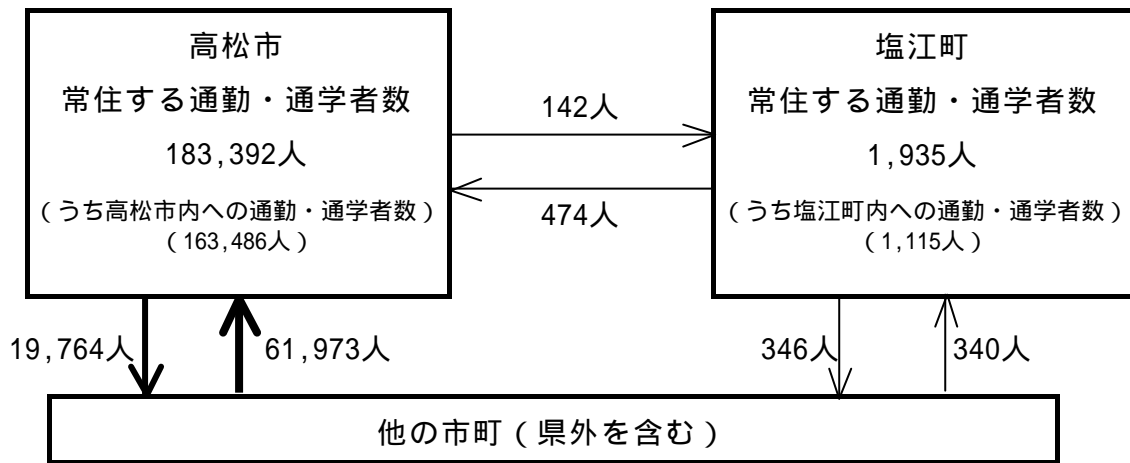 高松市
常住する通勤・通学者数
183,392人
(うち高松市内への通勤・通学者数)
(163,486人)
142人
474人
塩江町
常住する通勤・通学者数
1,935人
(うち塩江町内への通勤・通学者数)
(1,115人)
19,764人
61,973人
346人
340人
他の市町(県外を含む)